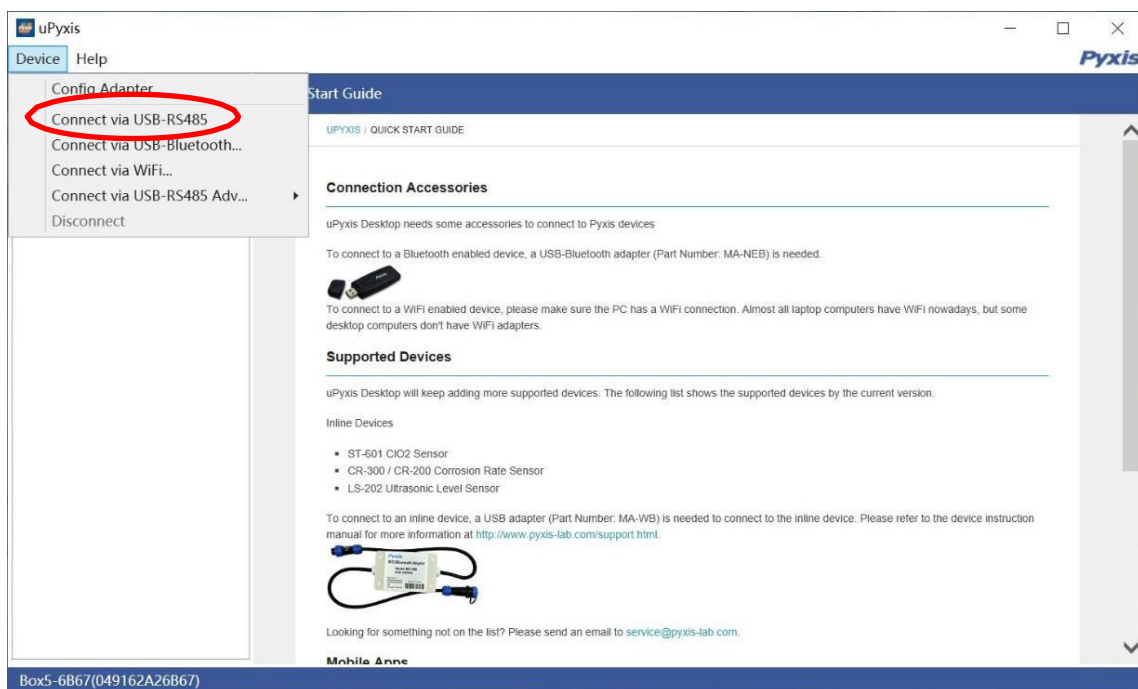 uPyxis
Device Help
Pyxis
Config Adapter
Connect via USB-RS485
Connect via USB-Bluetooth...
Connect via WiFi...
Connect via USB-RS485 Adv...
Disconnect
Start Guide
UPYXIS / QUICK START GUIDE
Connection Accessories
uPyxis Desktop needs some accessories to connect to Pyxis devices
To connect to a Bluetooth enabled device, a USB-Bluetooth adapter (Part Number: MA-NEB) is needed.
To connect to a WiFi enabled device, please make sure the PC has a WiFi connection. Almost all laptop computers have WiFi nowadays, but some
desktop computers don't have WiFi adapters.
Supported Devices
uPyxis Desktop will keep adding more supported devices. The following list shows the supported devices by the current version.
Inline Devices
ST-601 ClO2 Sensor
CR-300 / CR-200 Corrosion Rate Sensor
LS-202 Ultrasonic Level Sensor
To connect to an inline device, a USB adapter (Part Number: MA-WB) is needed to connect to the inline device. Please refer to the device instruction
manual for more information at http://www.pyxis-lab.com/support.html.
Pyxis
Looking for something not on the list? Please send an email to service@pyxis-lab.com.
Mobile Apps
Box5-6B67(049162A26B67)